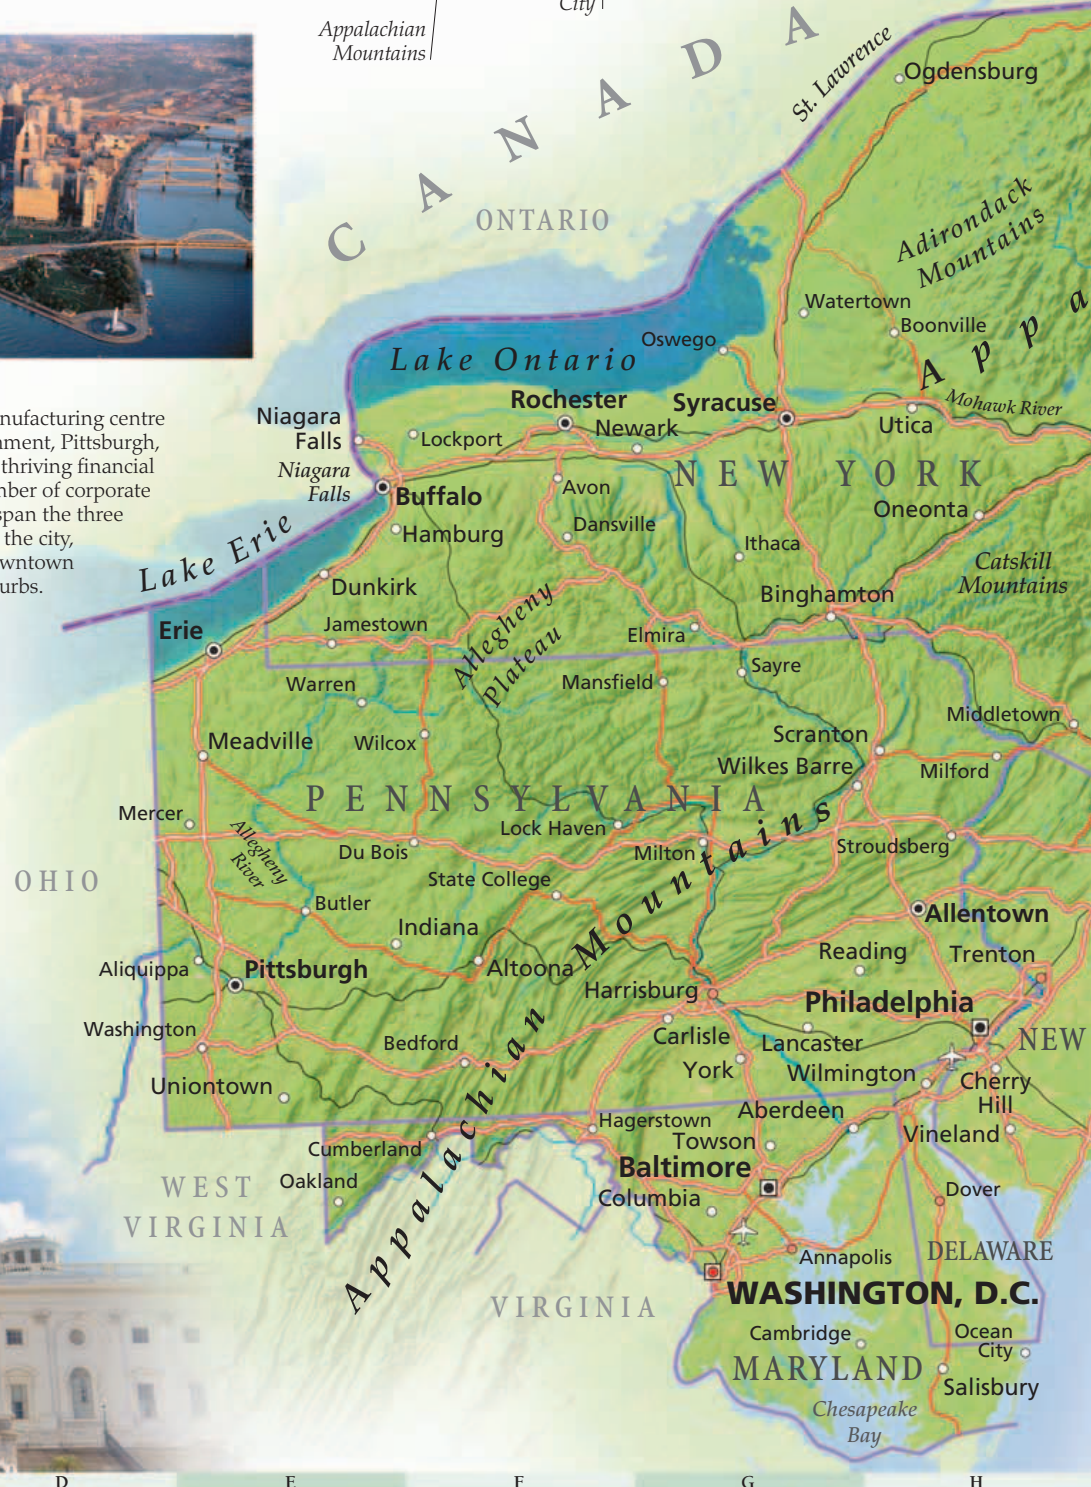 Appalachian
Mountains
City
CANADA
ONTARIO
St. Lawrence
Ogdensburg
Adirondack
Mountains
Watertown
Boonville
Appa
Oswego
Lake Ontario
Mohawk River
Rochester
Syracuse
Utica
Niagara
Falls
Lockport
Newark
Niagara
Falls
NEW YORK
Buffalo
Avon
Oneonta
Hamburg
Dansville
Ithaca
Catskill
Mountains
Lake Erie
Dunkirk
Binghamton
Erie
Jamestown
Allegheny
Plateau
Elmira
Warren
Mansfield
Sayre
Middletown
Meadville
Wilcox
Scranton
Wilkes Barre
Milford
PENNSYLVANIA
Mercer
Lock Haven
Allegheny
River
Du Bois
Milton
Stroudsberg
OHIO
State College
Butler
Allentown
Indiana
Reading
Trenton
Aliquippa
Pittsburgh
Altoona
Appalachian Mountains
Harrisburg
Philadelphia
Washington
Bedford
Carlisle
Lancaster
NEW
York
Wilmington
Cherry
Hill
Uniontown
Aberdeen
Hagerstown
Vineland
Cumberland
Towson
Baltimore
Oakland
Columbia
Dover
WEST
VIRGINIA
Annapolis
DELAWARE
WASHINGTON, D.C.
VIRGINIA
Cambridge
Ocean
City
MARYLAND
Salisbury
Chesapeake
Bay
nufacturing centre
nment, Pittsburgh,
thriving financial
nber of corporate
span the three
the city,
wntown
urbs.
D
E
F
G
H